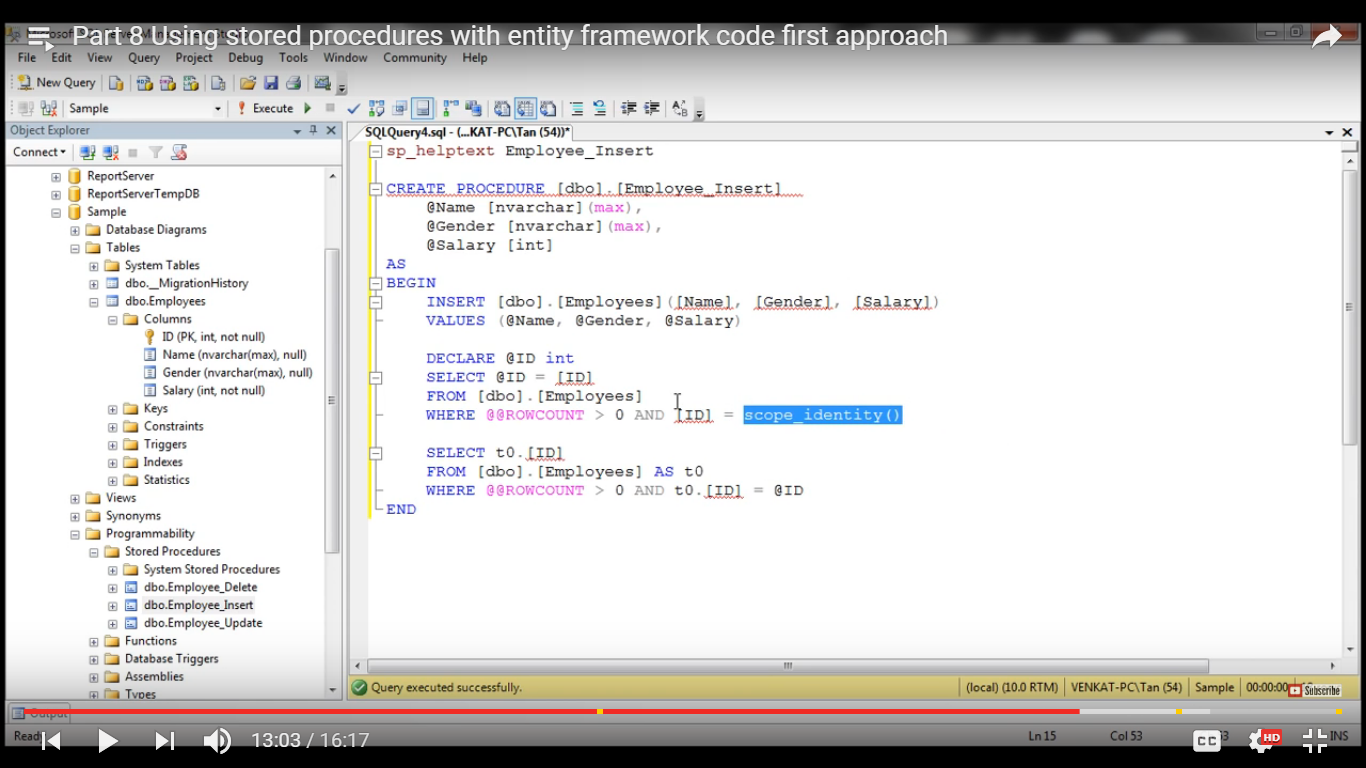 Part 8 Using stored procedures with entity framework code first approach
File Edit View Query Project Debug Tools Window Community Help
New Query
Sample Execute
Object Explorer
SQLQuery4.sql - (...KAT-PC\Tan (54))*
Connect
ReportServer
ReportServerTempDB
Sample
Database Diagrams
Tables
System Tables
dbo.__MigrationHistory
dbo.Employees
Columns
ID (PK, int, not null)
Name (nvarchar(max), null)
Gender (nvarchar(max), null)
Salary (int, not null)
Keys
Constraints
Triggers
Indexes
Statistics
Views
Synonyms
Programmability
Stored Procedures
System Stored Procedures
dbo.Employee_Delete
dbo.Employee_Insert
dbo.Employee_Update
Functions
Database Triggers
Assemblies
Types
sp_helptext Employee_Insert
CREATE PROCEDURE [dbo].[Employee_Insert]
@Name [nvarchar](max),
@Gender [nvarchar](max),
@Salary [int]
AS
BEGIN
INSERT [dbo].[Employees]([Name], [Gender], [Salary])
VALUES (@Name, @Gender, @Salary)
DECLARE @ID int
SELECT @ID = [ID]
FROM [dbo].[Employees]
WHERE @@ROWCOUNT > 0 AND [ID] = scope_identity()
SELECT t0.[ID]
FROM [dbo].[Employees] AS t0
WHERE @@ROWCOUNT > 0 AND t0.[ID] = @ID
END
Query executed successfully.
(local) (10.0 RTM) VENKAT-PC\Tan (54) Sample 00:00:00
Subscribe
Output
Ready
Ln 15 Col 53 INS
13:03 / 16:17
CC HD